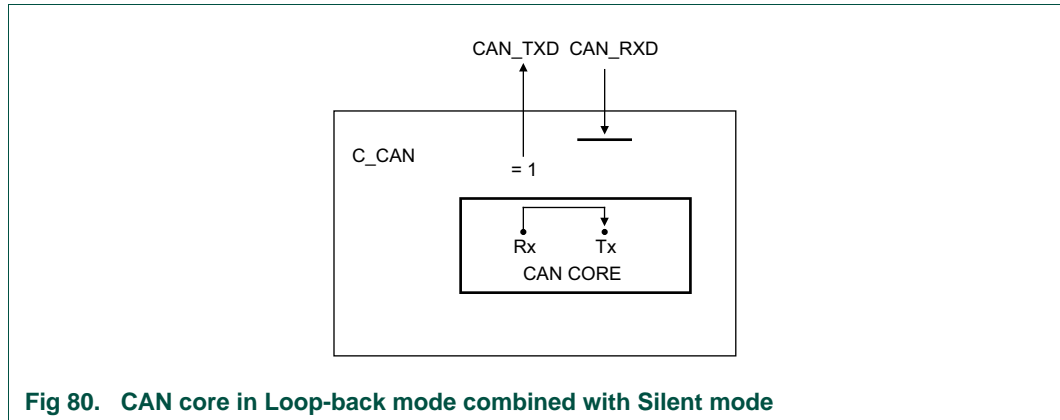 CAN_TXD CAN_RXD
C_CAN
= 1
Rx Tx
CAN CORE
Fig 80. CAN core in Loop-back mode combined with Silent mode